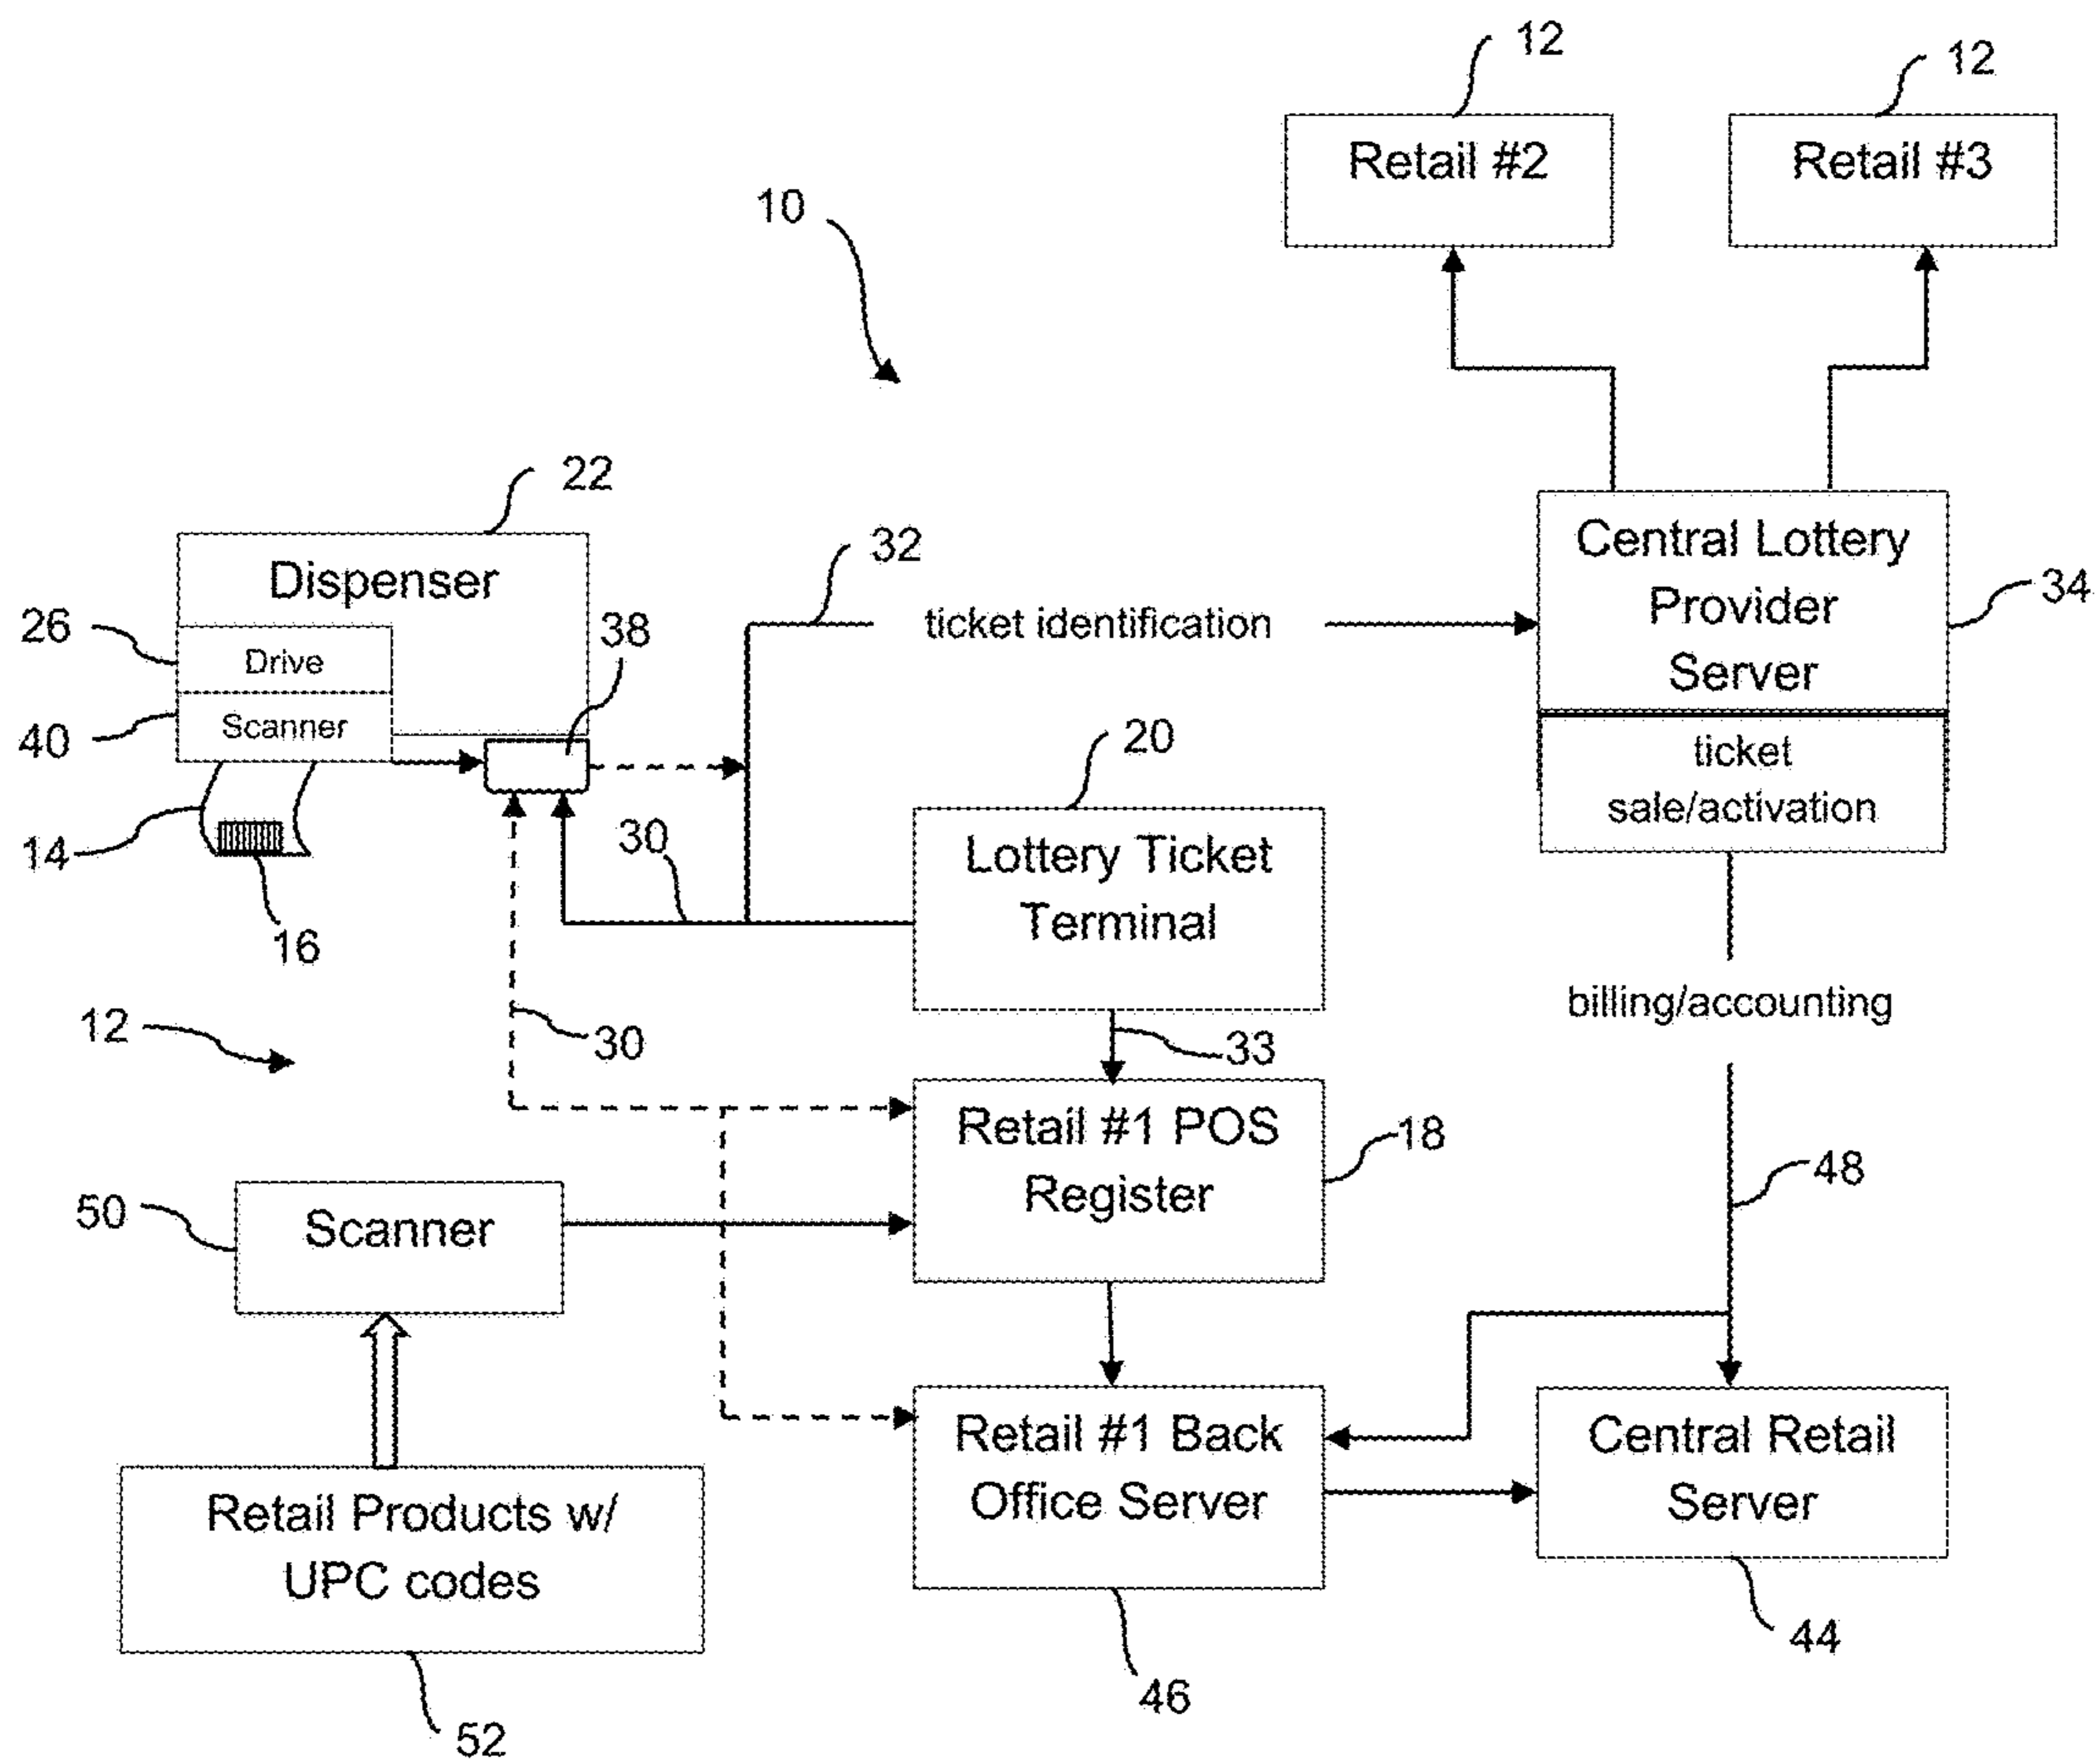 12
12
Retail #2
Retail #3
10
22
Dispenser
32
ticket identification
Central Lottery
Provider
Server
34
26
Drive
38
40
Scanner
20
ticket
sale/activation
14
30
Lottery Ticket
Terminal
16
12
30
33
billing/accounting
Retail #1 POS
Register
18
48
50
Scanner
Retail #1 Back
Office Server
Central Retail
Server
Retail Products w/
UPC codes
44
46
52